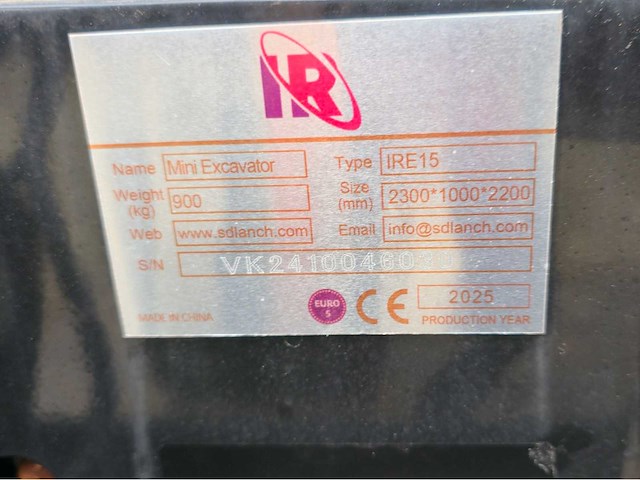 IR
Name Mini Excavator Type IRE15
Weight (kg) 900 Size (mm) 2300*1000*2200
Web www.sdlanch.com Email info@sdlanch.com
S/N
EURO 5 CE 2025
MADE IN CHINA PRODUCTION YEAR